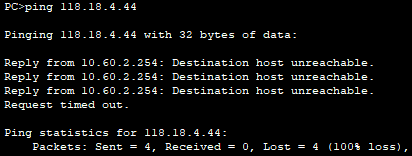 PC>ping 118.18.4.44
Pinging 118.18.4.44 with 32 bytes of data:
Reply from 10.60.2.254: Destination host unreachable.
Reply from 10.60.2.254: Destination host unreachable.
Reply from 10.60.2.254: Destination host unreachable.
Request timed out.
Ping statistics for 118.18.4.44:
Packets: Sent = 4, Received = 0, Lost = 4 (100% loss),